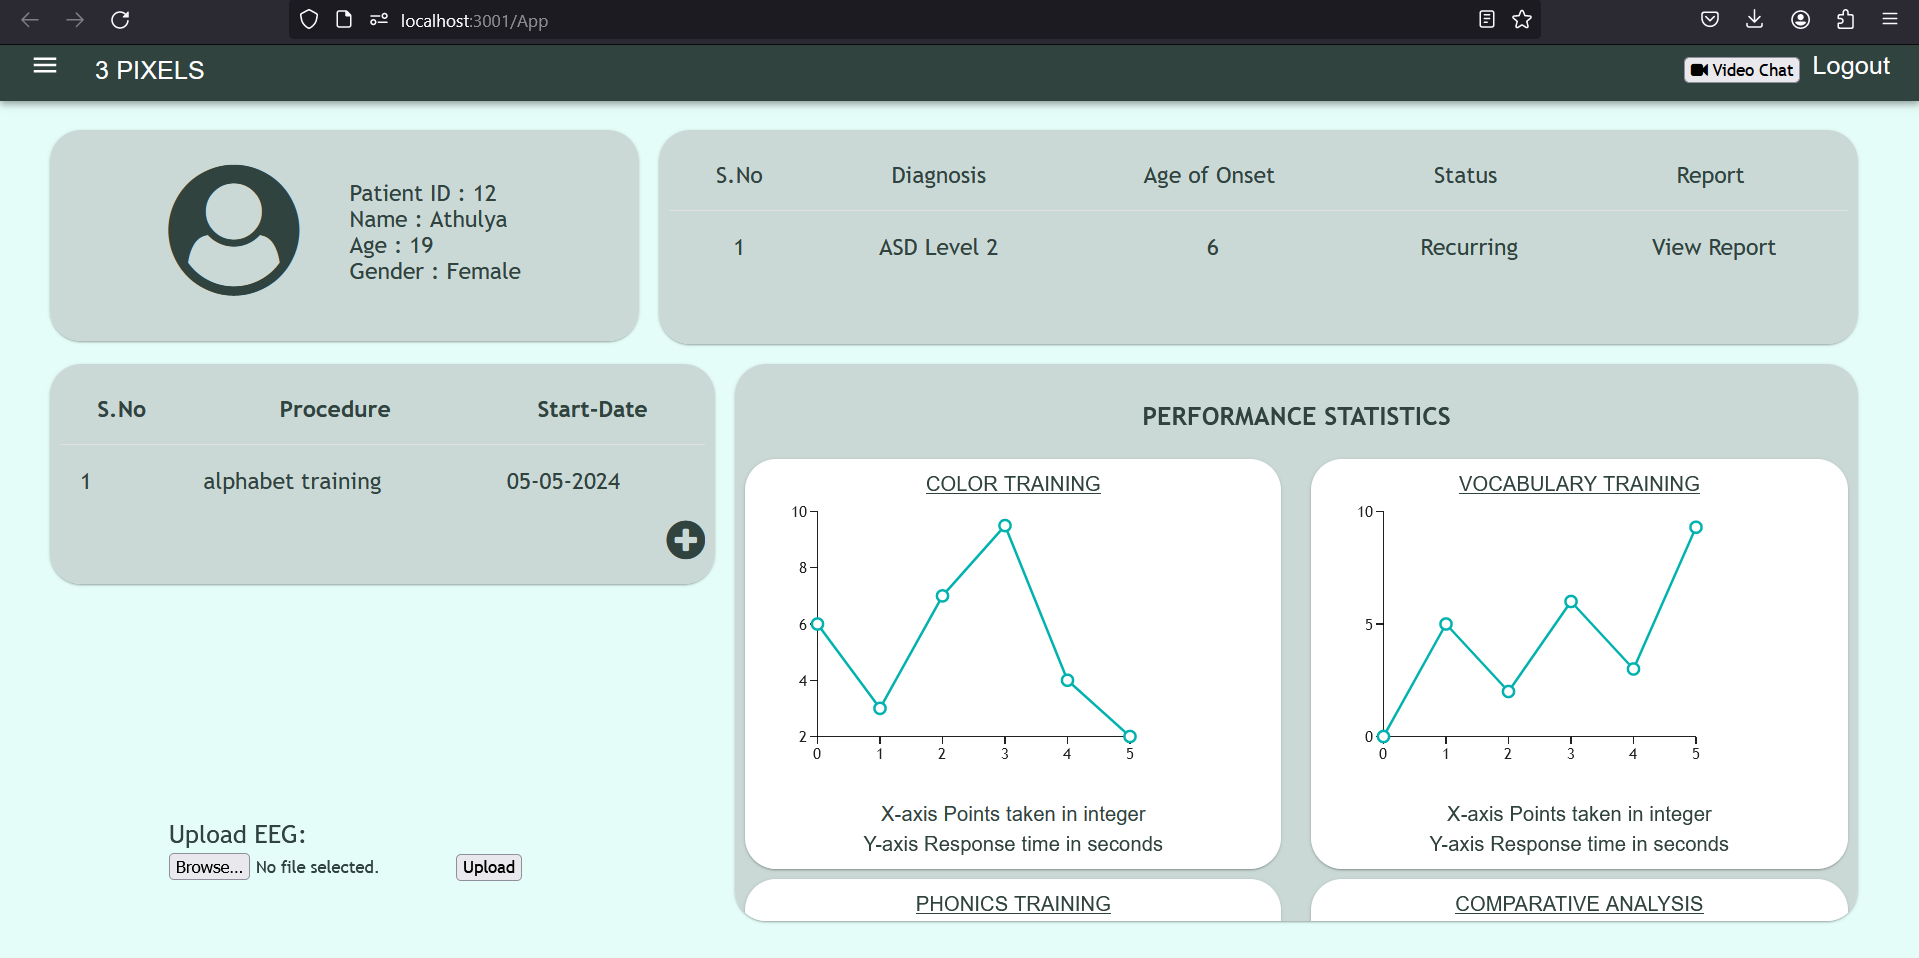 localhost:3001/App
3 PIXELS
Video Chat
Logout
Patient ID : 12
Name : Athulya
Age : 19
Gender : Female
S.No Diagnosis Age of Onset Status Report
1 ASD Level 2 6 Recurring View Report
S.No Procedure Start-Date
1 alphabet training 05-05-2024
Upload EEG:
Browse... No file selected. Upload
PERFORMANCE STATISTICS
COLOR TRAINING
10
8
6
4
2
0 1 2 3 4 5
X-axis Points taken in integer
Y-axis Response time in seconds
VOCABULARY TRAINING
10
5
0
0 1 2 3 4 5
X-axis Points taken in integer
Y-axis Response time in seconds
PHONICS TRAINING
COMPARATIVE ANALYSIS